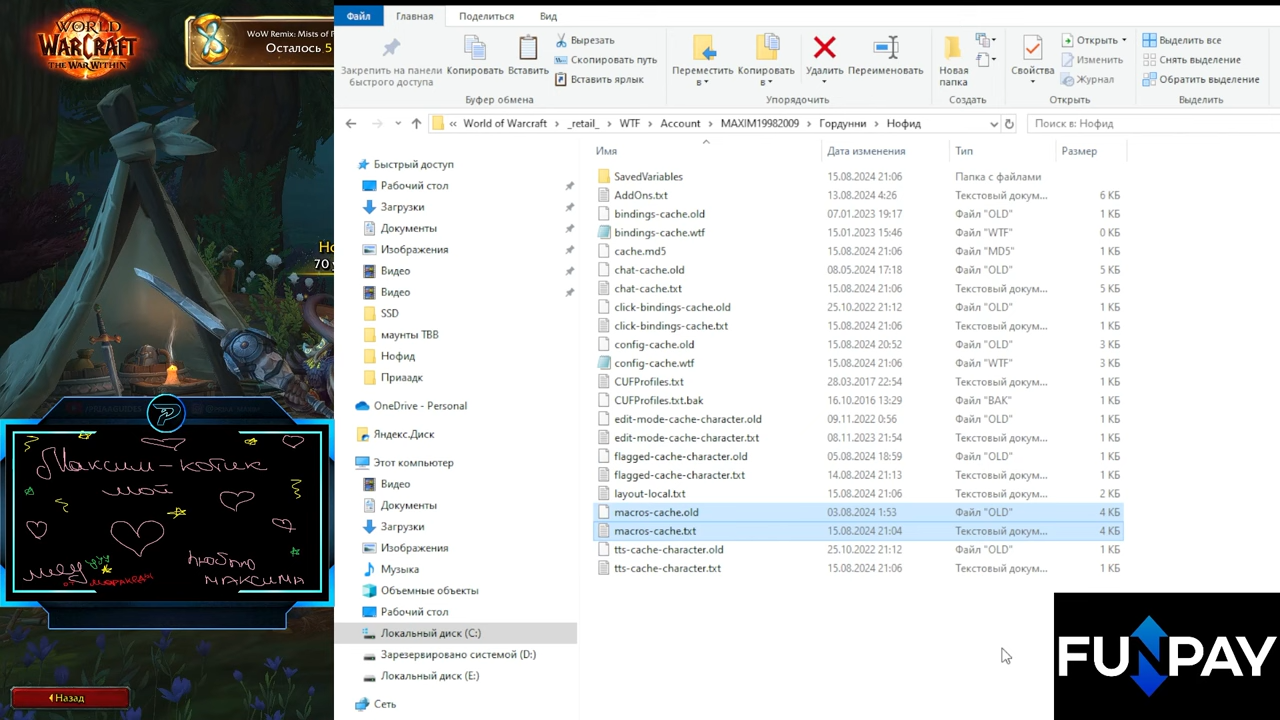 WORLD
WARCRAFT
THE WAR WITHIN
WoW Remix: Mists of P
Осталось 5
70 у
Максим-котик
мой
люблю
МАКСИМА
Назад
Файл
Главная
Поделиться
Вид
Закрепить на панели
быстрого доступа
Копировать
Вставить
Вырезать
Скопировать путь
Вставить ярлык
Буфер обмена
Переместить
в
Копировать
в
Удалить
Переименовать
Упорядочить
Новая
папка
Создать
Свойства
Открыть
Изменить
Журнал
Открыть
Выделить все
Снять выделение
Обратить выделение
Выделить
« World of Warcraft › _retail_ › WTF › Account › MAXIM19982009 › Гордунни › Нофид
Поиск в: Нофид
Быстрый доступ
Рабочий стол
Загрузки
Документы
Изображения
Видео
Видео
SSD
маунты ТВВ
Нофид
Приаадк
OneDrive - Personal
Яндекс.Диск
Этот компьютер
Видео
Документы
Загрузки
Изображения
Музыка
Объемные объекты
Рабочий стол
Локальный диск (C:)
Зарезервировано системой (D:)
Локальный диск (E:)
Сеть
Имя Дата изменения Тип Размер
SavedVariables 15.08.2024 21:06 Папка с файлами
AddOns.txt 13.08.2024 4:26 Текстовый докум... 6 КБ
bindings-cache.old 07.01.2023 19:17 Файл "OLD" 1 КБ
bindings-cache.wtf 15.01.2023 15:46 Файл "WTF" 0 КБ
cache.md5 15.08.2024 21:06 Файл "MD5" 1 КБ
chat-cache.old 08.05.2024 17:18 Файл "OLD" 5 КБ
chat-cache.txt 15.08.2024 21:06 Текстовый докум... 5 КБ
click-bindings-cache.old 25.10.2022 21:12 Файл "OLD" 1 КБ
click-bindings-cache.txt 15.08.2024 21:06 Текстовый докум... 1 КБ
config-cache.old 15.08.2024 20:52 Файл "OLD" 3 КБ
config-cache.wtf 15.08.2024 21:06 Файл "WTF" 3 КБ
CUFProfiles.txt 28.03.2017 22:54 Текстовый докум... 1 КБ
CUFProfiles.txt.bak 16.10.2016 13:29 Файл "BAK" 1 КБ
edit-mode-cache-character.old 09.11.2022 0:56 Файл "OLD" 1 КБ
edit-mode-cache-character.txt 08.11.2023 21:54 Текстовый докум... 1 КБ
flagged-cache-character.old 05.08.2024 18:59 Файл "OLD" 1 КБ
flagged-cache-character.txt 14.08.2024 21:13 Текстовый докум... 1 КБ
layout-local.txt 15.08.2024 21:06 Текстовый докум... 2 КБ
macros-cache.old 03.08.2024 1:53 Файл "OLD" 4 КБ
macros-cache.txt 15.08.2024 21:04 Текстовый докум... 4 КБ
tts-cache-character.old 25.10.2022 21:12 Файл "OLD" 1 КБ
tts-cache-character.txt 15.08.2024 21:06 Текстовый докум... 1 КБ
FUNPAY